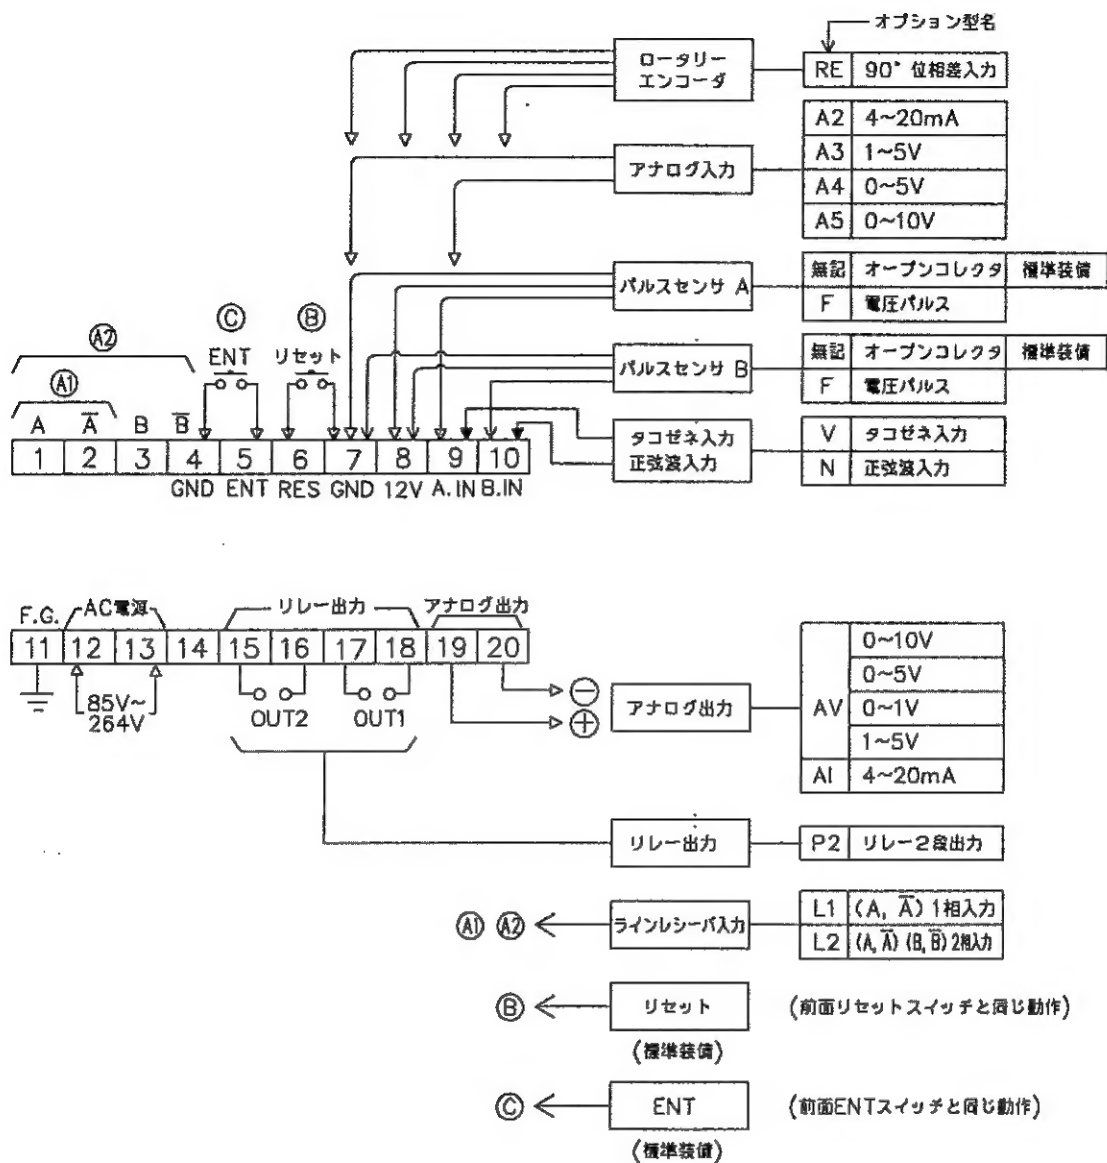 オプション型名
ロータリー
エンコーダ
RE 90° 位相差入力
アナログ入力
A2 4~20mA
A3 1~5V
A4 0~5V
A5 0~10V
パルスセンサ A
無記 オープンコレクタ 標準装備
F 電圧パルス
パルスセンサ B
無記 オープンコレクタ 標準装備
F 電圧パルス
タコゼネ入力
正弦波入力
V タコゼネ入力
N 正弦波入力
Ⓒ Ⓑ
(A2) ENT リセット
(A1)
A A̅ B B̅
1 2 3 4 5 6 7 8 9 10
GND ENT RES GND 12V A.IN B.IN
F.G. AC電源 リレー出力 アナログ出力
11 12 13 14 15 16 17 18 19 20
85V~
264V
OUT2 OUT1
⊖
⊕
アナログ出力
AV 0~10V
0~5V
0~1V
1~5V
AI 4~20mA
リレー出力 P2 リレー2段出力
(A1) (A2) ラインレシーバ入力
L1 (A, A̅) 1相入力
L2 (A, A̅) (B, B̅) 2相入力
Ⓑ リセット (前面リセットスイッチと同じ動作)
(標準装備)
Ⓒ ENT (前面ENTスイッチと同じ動作)
(標準装備)